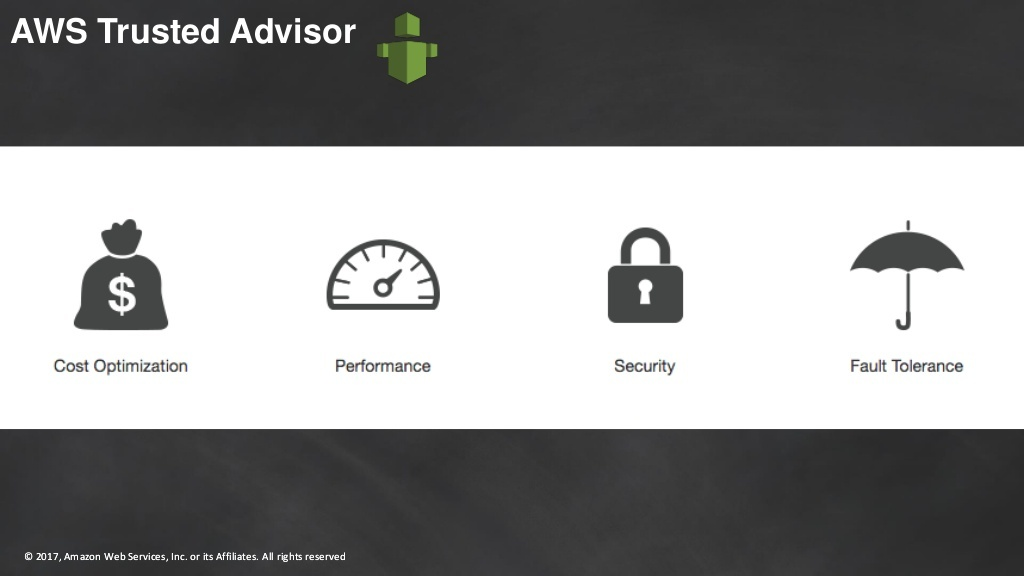 AWS Trusted Advisor
$
Cost Optimization
Performance
Security
Fault Tolerance
© 2017, Amazon Web Services, Inc. or its Affiliates. All rights reserved